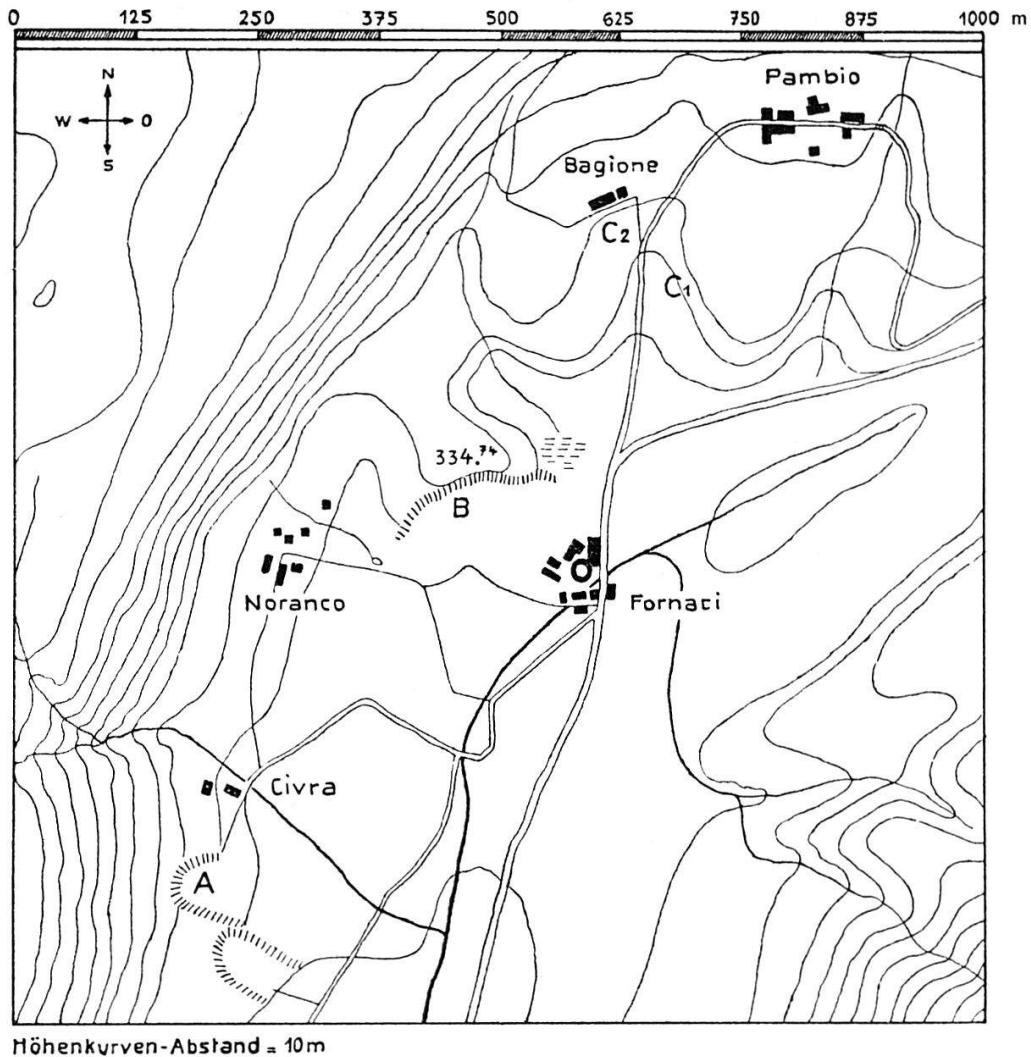 0 125 250 375 500 625 750 875 1000 m
N
W O
S
Pambio
Bagione
C2
C1
334.74
B
Noranco
Fornaci
Civra
A
Höhenkurven-Abstand = 10m